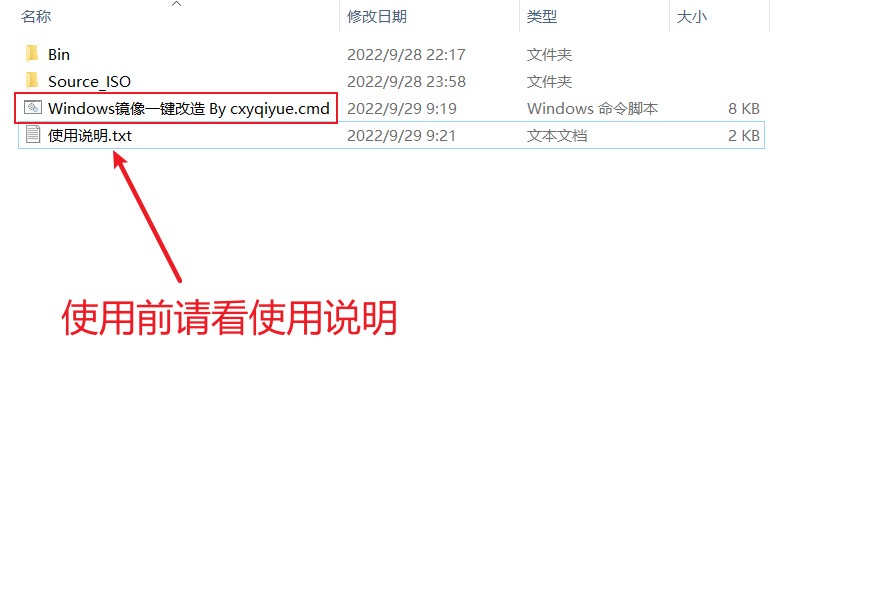 名称 修改日期 类型 大小
Bin 2022/9/28 22:17 文件夹
Source_ISO 2022/9/28 23:58 文件夹
Windows镜像一键改造 By cxyqiyue.cmd 2022/9/29 9:19 Windows 命令脚本 8 KB
使用说明.txt 2022/9/29 9:21 文本文档 2 KB
使用前请看使用说明